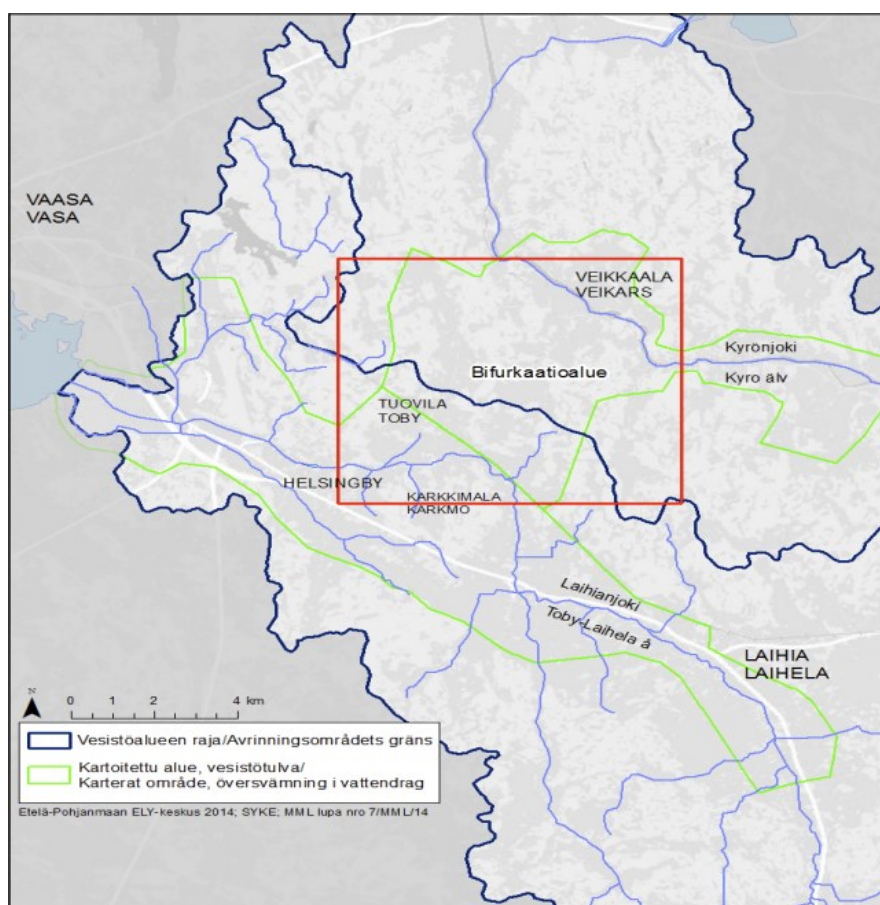 VAASA
VASA
VEIKKAALA
VEIKARS
Kyrönjoki
Bifurkaatioalue
Kyro älv
TUOVILA
TOBY
HELSINGBY
KARKKIMALA
KARKMO
Laihianjoki
Toby-Laihela å
LAIHIA
LAIHELA
N
0 1 2 4 km
Vesistöalueen raja/Avrinningsområdets gräns
Kartoitettu alue, vesistötulva/
Karterat område, översvämning i vattendrag
Etelä-Pohjanmaan ELY-keskus 2014; SYKE; MML lupa nro 7/MML/14